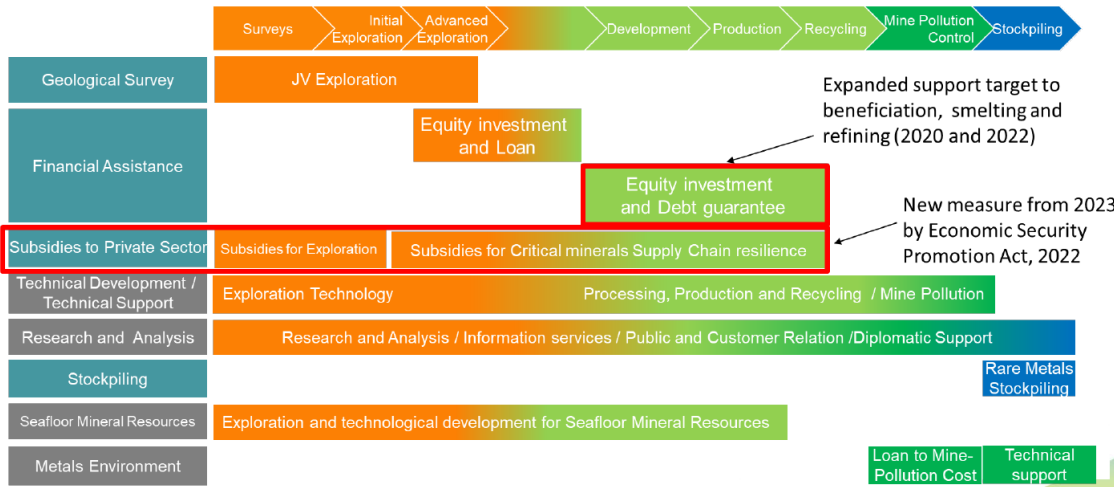 Surveys
Initial
Exploration
Advanced
Exploration
Development
Production
Recycling
Mine Pollution
Control
Stockpiling
Geological Survey
JV Exploration
Expanded support target to
beneficiation, smelting and
refining (2020 and 2022)
Financial Assistance
Equity investment
and Loan
Equity investment
and Debt guarantee
New measure from 2023
by Economic Security
Promotion Act, 2022
Subsidies to Private Sector
Subsidies for Exploration
Subsidies for Critical minerals Supply Chain resilience
Technical Development /
Technical Support
Exploration Technology
Processing, Production and Recycling / Mine Pollution
Research and Analysis
Research and Analysis / Information services / Public and Customer Relation /Diplomatic Support
Stockpiling
Rare Metals
Stockpiling
Seafloor Mineral Resources
Exploration and technological development for Seafloor Mineral Resources
Metals Environment
Loan to Mine-
Pollution Cost
Technical
support